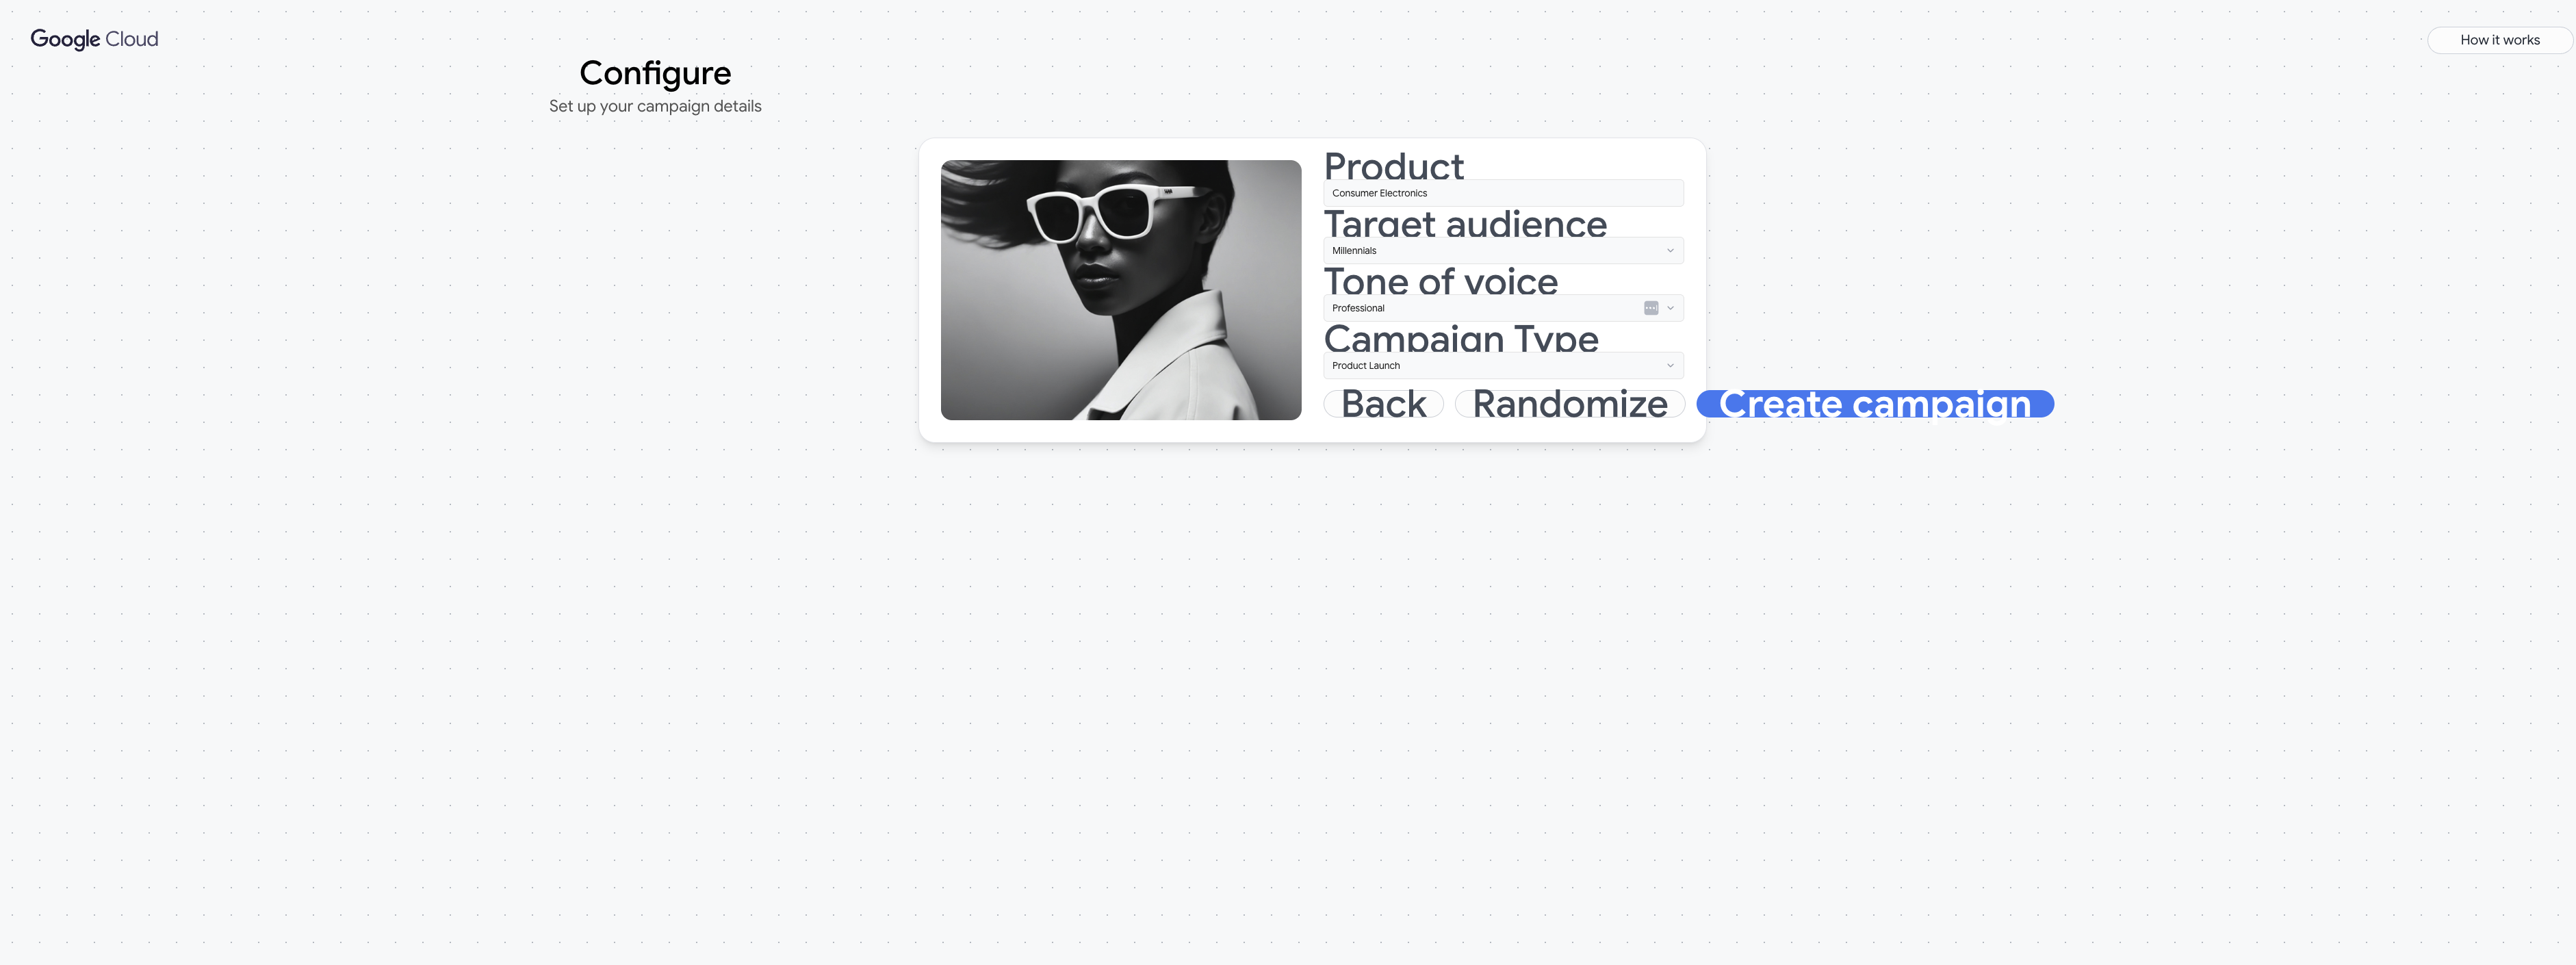 Google Cloud
How it works
Configure
Set up your campaign details
Product
Consumer Electronics
Target audience
Millennials
Tone of voice
Professional
Campaign Type
Product Launch
Back
Randomize
Create campaign